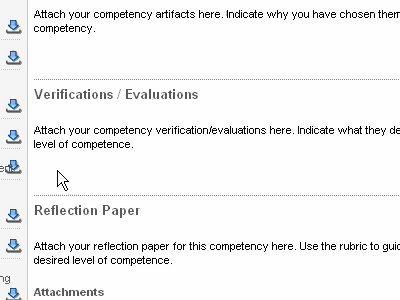 Attach your competency artifacts here. Indicate why you have chosen them
competency.
Verifications / Evaluations
Attach your competency verification/evaluations here. Indicate what they de
level of competence.
Reflection Paper
Attach your reflection paper for this competency here. Use the rubric to guid
desired level of competence.
ng
Attachments